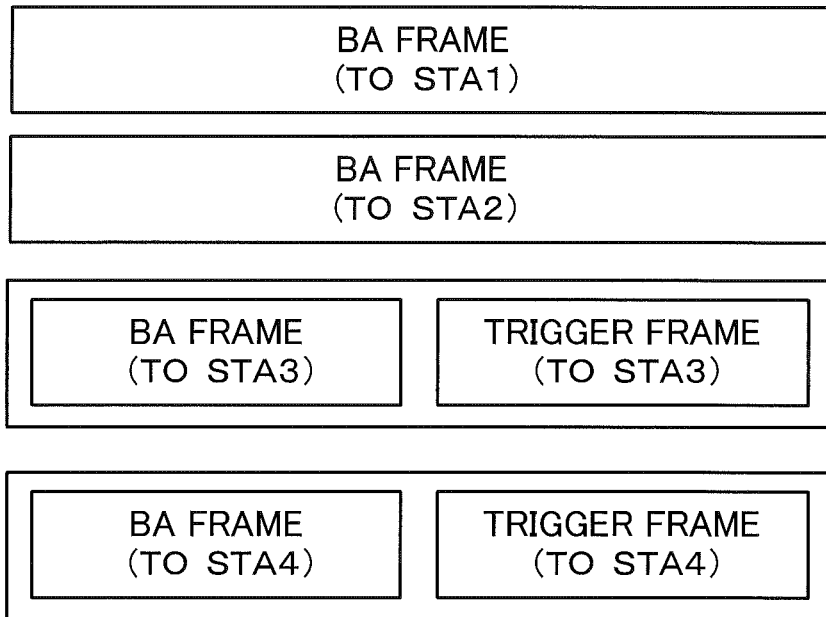 BA FRAME
(TO STA1)
BA FRAME
(TO STA2)
BA FRAME
(TO STA3)
TRIGGER FRAME
(TO STA3)
BA FRAME
(TO STA4)
TRIGGER FRAME
(TO STA4)